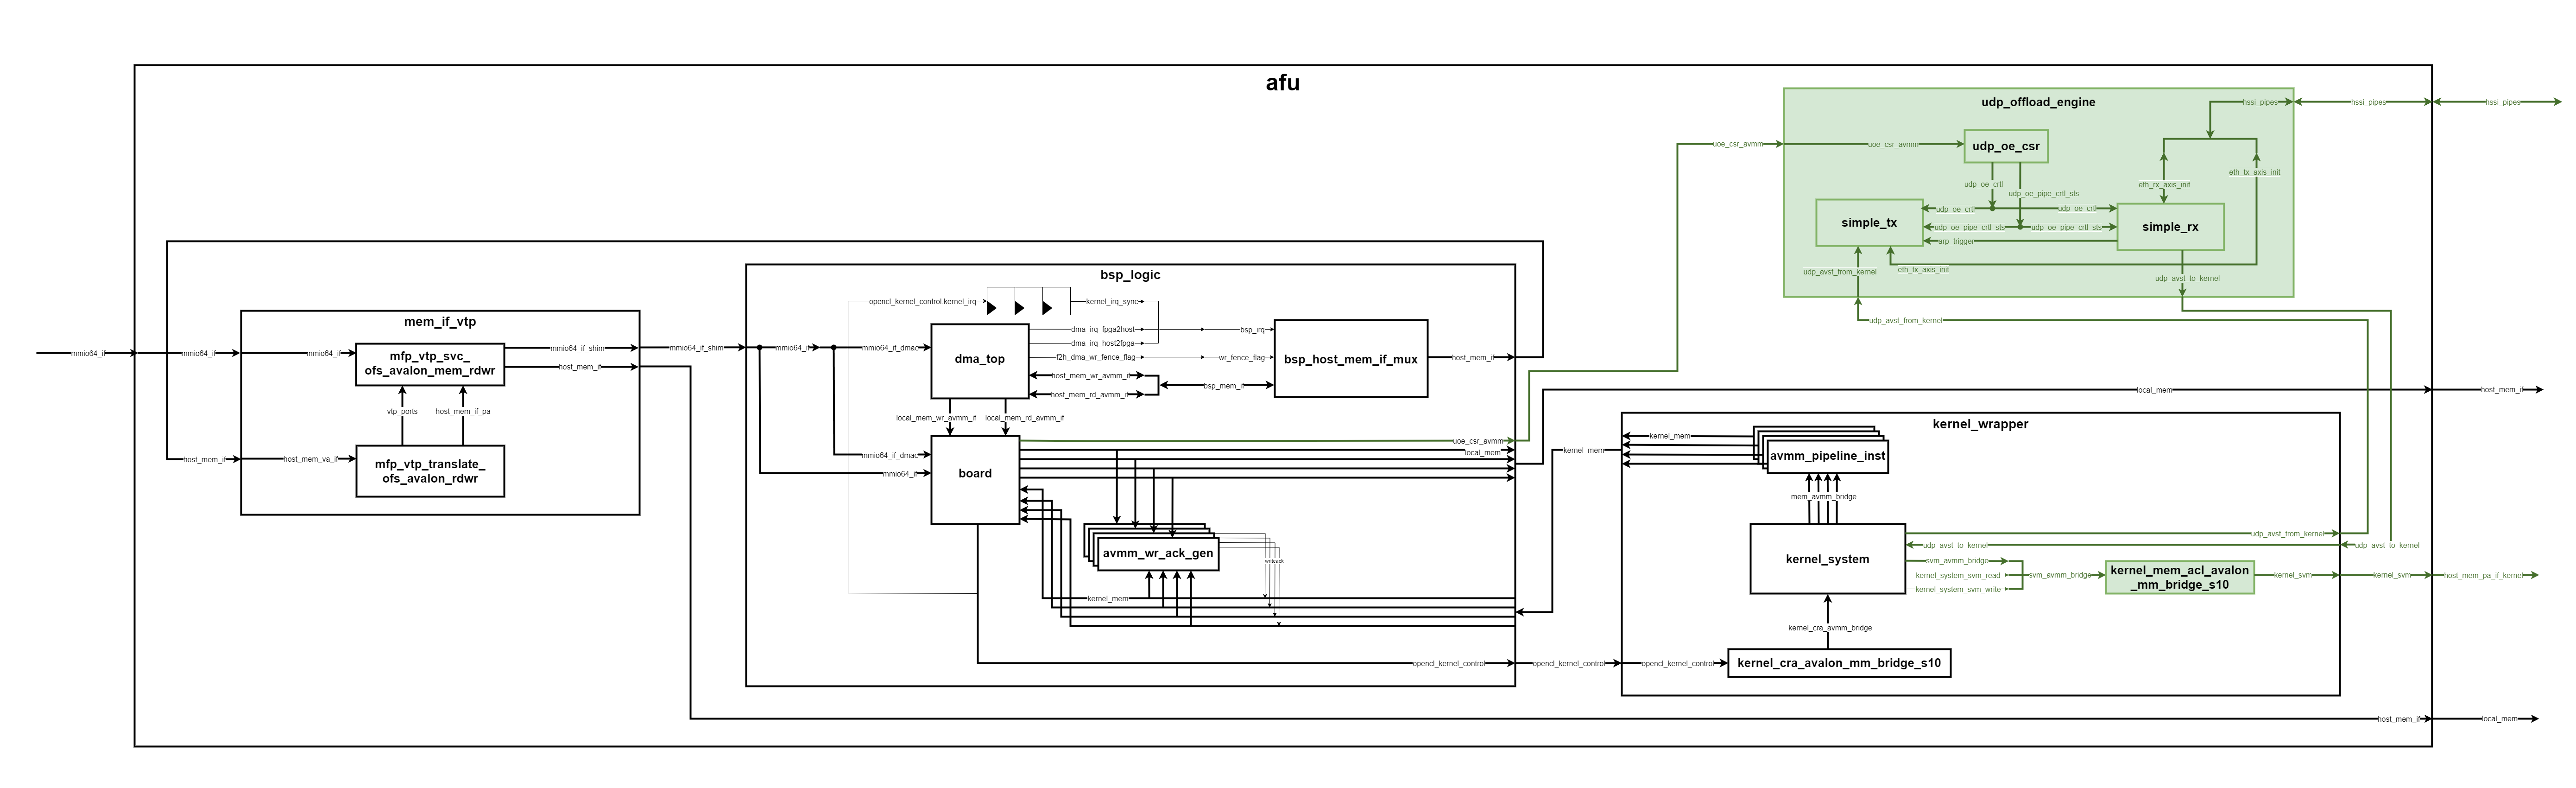 afu
udp_offload_engine
hssi_pipes
hssi_pipes
hssi_pipes
uoe_csr_avmm
uoe_csr_avmm
udp_oe_csr
udp_oe_crtl
udp_oe_pipe_crtl_sts
eth_rx_axis_init
eth_tx_axis_init
simple_tx
udp_oe_crtl
udp_oe_crtl
udp_oe_pipe_crtl_sts
udp_oe_pipe_crtl_sts
arp_trigger
simple_rx
udp_avst_from_kernel
eth_tx_axis_init
udp_avst_to_kernel
udp_avst_from_kernel
mem_if_vtp
mmio64_if
mmio64_if
mmio64_if
mfp_vtp_svc_
ofs_avalon_mem_rdwr
mmio64_if_shim
host_mem_if
mmio64_if_shim
vtp_ports
host_mem_if_pa
host_mem_if
host_mem_va_if
mfp_vtp_translate_
ofs_avalon_rdwr
bsp_logic
opencl_kernel_control.kernel_irq
kernel_irq_sync
mmio64_if
mmio64_if_dmac
dma_top
dma_irq_fpga2host
bsp_irq
dma_irq_host2fpga
f2h_dma_wr_fence_flag
wr_fence_flag
host_mem_wr_avmm_if
bsp_mem_if
host_mem_rd_avmm_if
bsp_host_mem_if_mux
host_mem_if
local_mem_wr_avmm_if
local_mem_rd_avmm_if
mmio64_if_dmac
mmio64_if
board
uoe_csr_avmm
local_mem
avmm_wr_ack_gen
writeack
kernel_mem
opencl_kernel_control
opencl_kernel_control
local_mem
host_mem_if
kernel_wrapper
kernel_mem
kernel_mem
avmm_pipeline_inst
mem_avmm_bridge
kernel_system
udp_avst_from_kernel
udp_avst_to_kernel
udp_avst_to_kernel
svm_avmm_bridge
kernel_system_svm_read
kernel_system_svm_write
svm_avmm_bridge
kernel_mem_acl_avalon
_mm_bridge_s10
kernel_svm
kernel_svm
host_mem_pa_if_kernel
kernel_cra_avmm_bridge
opencl_kernel_control
kernel_cra_avalon_mm_bridge_s10
host_mem_if
local_mem